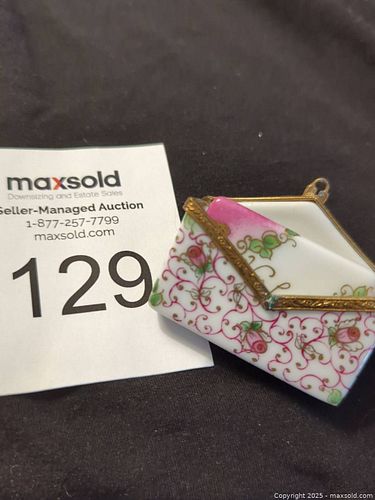 maxsold
Downsizing and Estate Sales
Seller-Managed Auction
1-877-257-7799
maxsold.com
129
Copyright © 2025 - maxsold.com